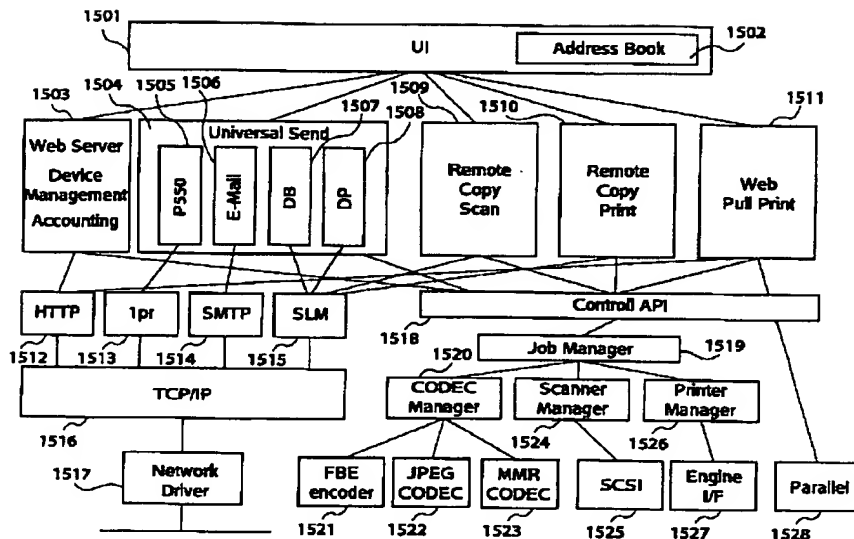 1501
UI
Address Book
1502
1503
1504
1505
1506
1507
1508
1509
1510
1511
Web Server
Device
Management
Accounting
Universal Send
P550
E-Mail
DB
DP
Remote
Copy
Scan
Remote
Copy
Print
Web
Pull Print
HTTP
1pr
SMTP
SLM
Controll API
1512
1513
1514
1515
1518
Job Manager
1519
1520
TCP/IP
CODEC
Manager
Scanner
Manager
Printer
Manager
1516
1524
1526
1517
Network
Driver
FBE
encoder
JPEG
CODEC
MMR
CODEC
SCSI
Engine
I/F
Parallel
1521
1522
1523
1525
1527
1528